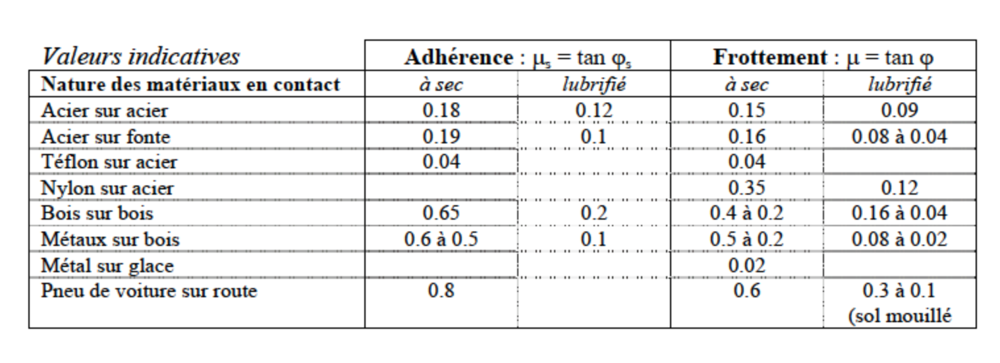 Valeurs indicatives Adhérence : μs = tan φs Frottement : μ = tan φ
Nature des matériaux en contact à sec lubrifié à sec lubrifié
Acier sur acier 0.18 0.12 0.15 0.09
Acier sur fonte 0.19 0.1 0.16 0.08 à 0.04
Téflon sur acier 0.04 0.04
Nylon sur acier 0.35 0.12
Bois sur bois 0.65 0.2 0.4 à 0.2 0.16 à 0.04
Métaux sur bois 0.6 à 0.5 0.1 0.5 à 0.2 0.08 à 0.02
Métal sur glace 0.02
Pneu de voiture sur route 0.8 0.6 0.3 à 0.1
(sol mouillé